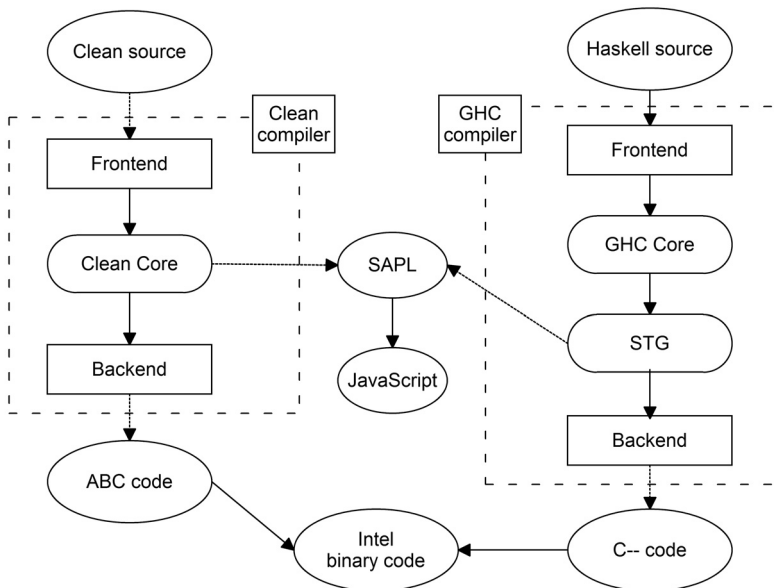 Clean source
Haskell source
Clean
compiler
GHC
compiler
Frontend
Frontend
Clean Core
SAPL
GHC Core
STG
Backend
JavaScript
Backend
ABC code
Intel
binary code
C-- code